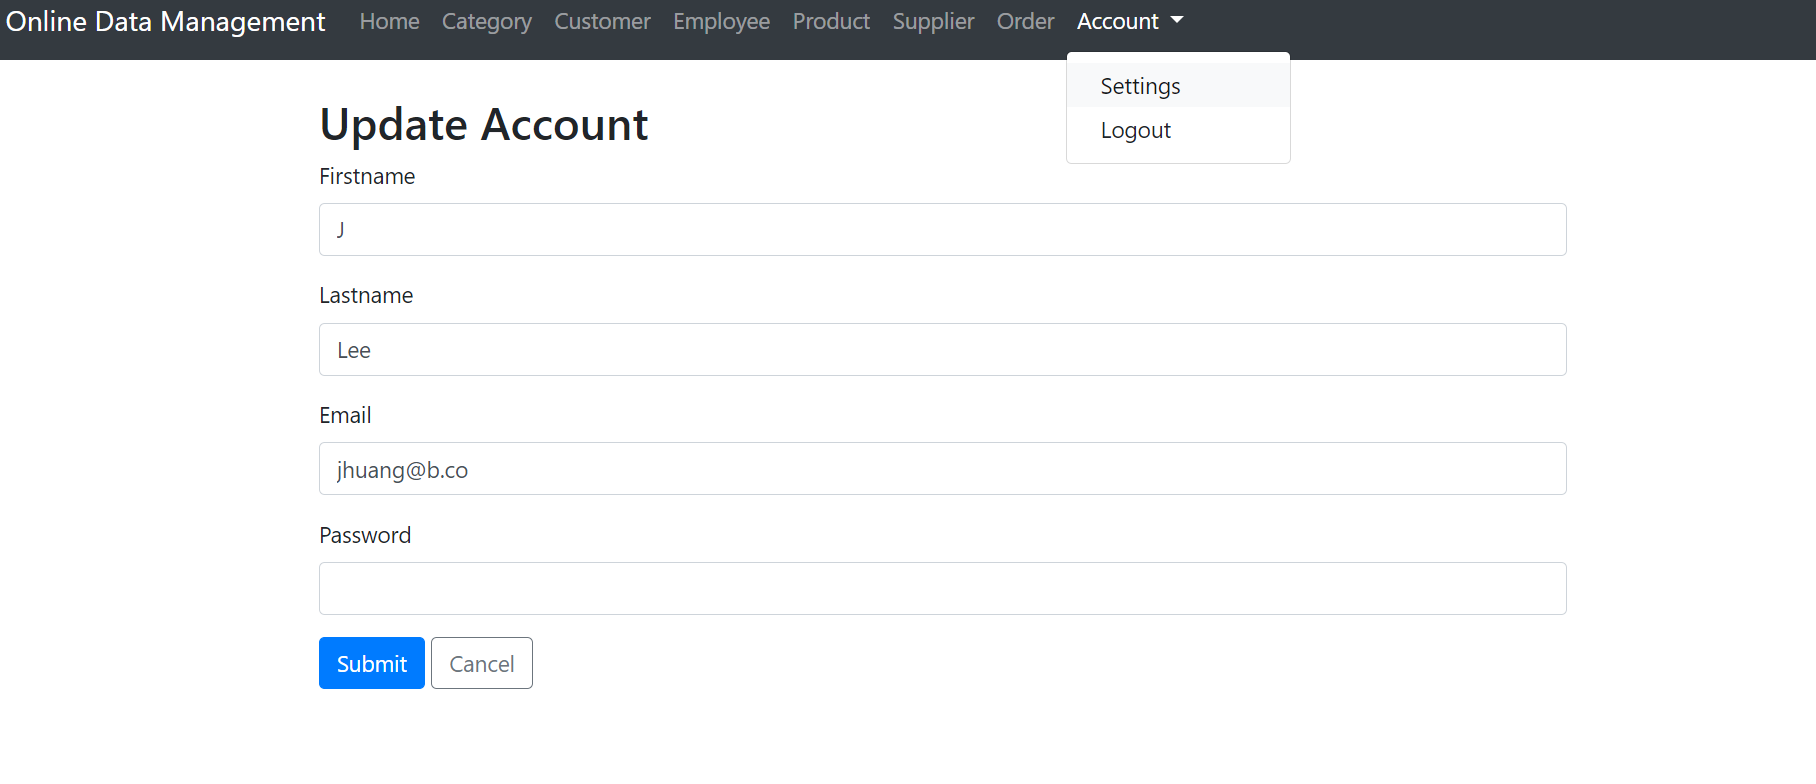 Online Data Management Home Category Customer Employee Product Supplier Order Account
Settings
Logout
Update Account
Firstname
J
Lastname
Lee
Email
jhuang@b.co
Password
Submit Cancel